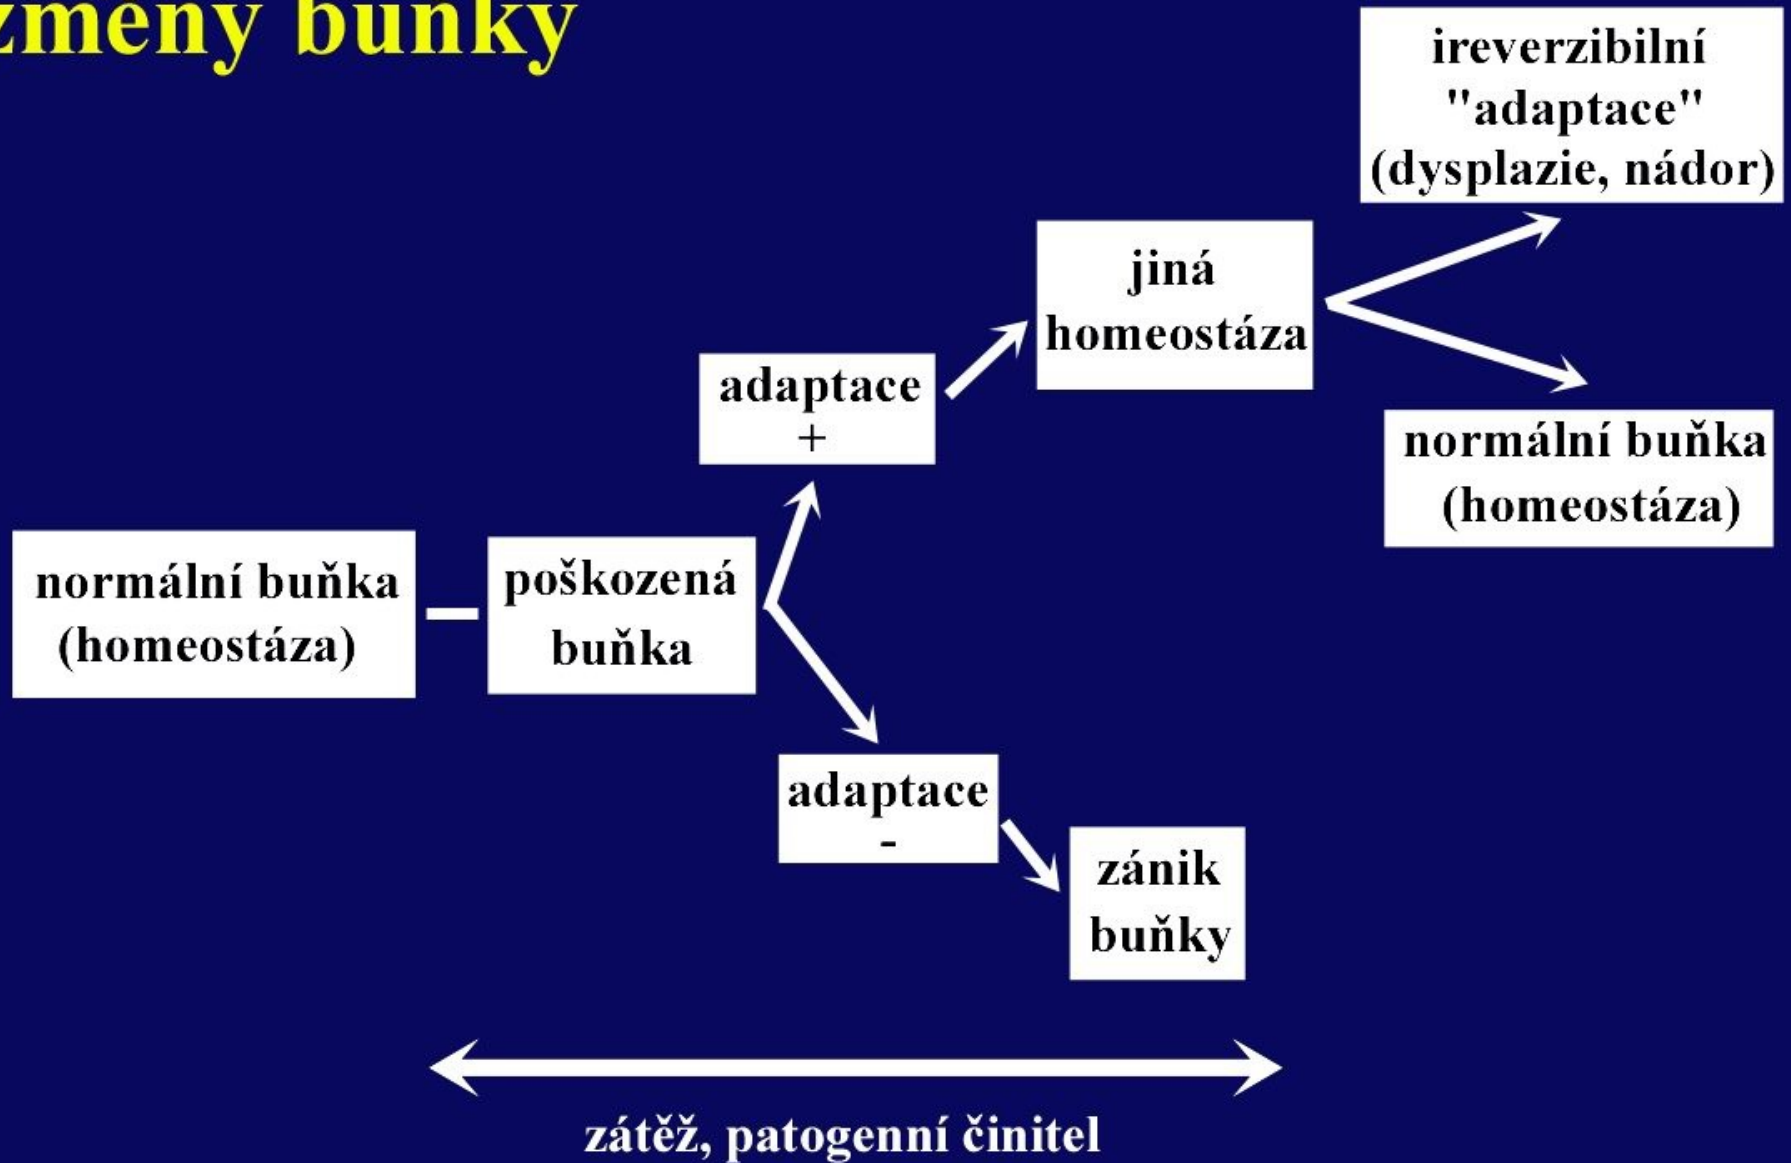 změny buňky
ireverzibilní
"adaptace"
(dysplazie, nádor)
jiná
homeostáza
adaptace
+
normální buňka
(homeostáza)
normální buňka
(homeostáza)
poškozená
buňka
adaptace
-
zánik
buňky
zátěž, patogenní činitel